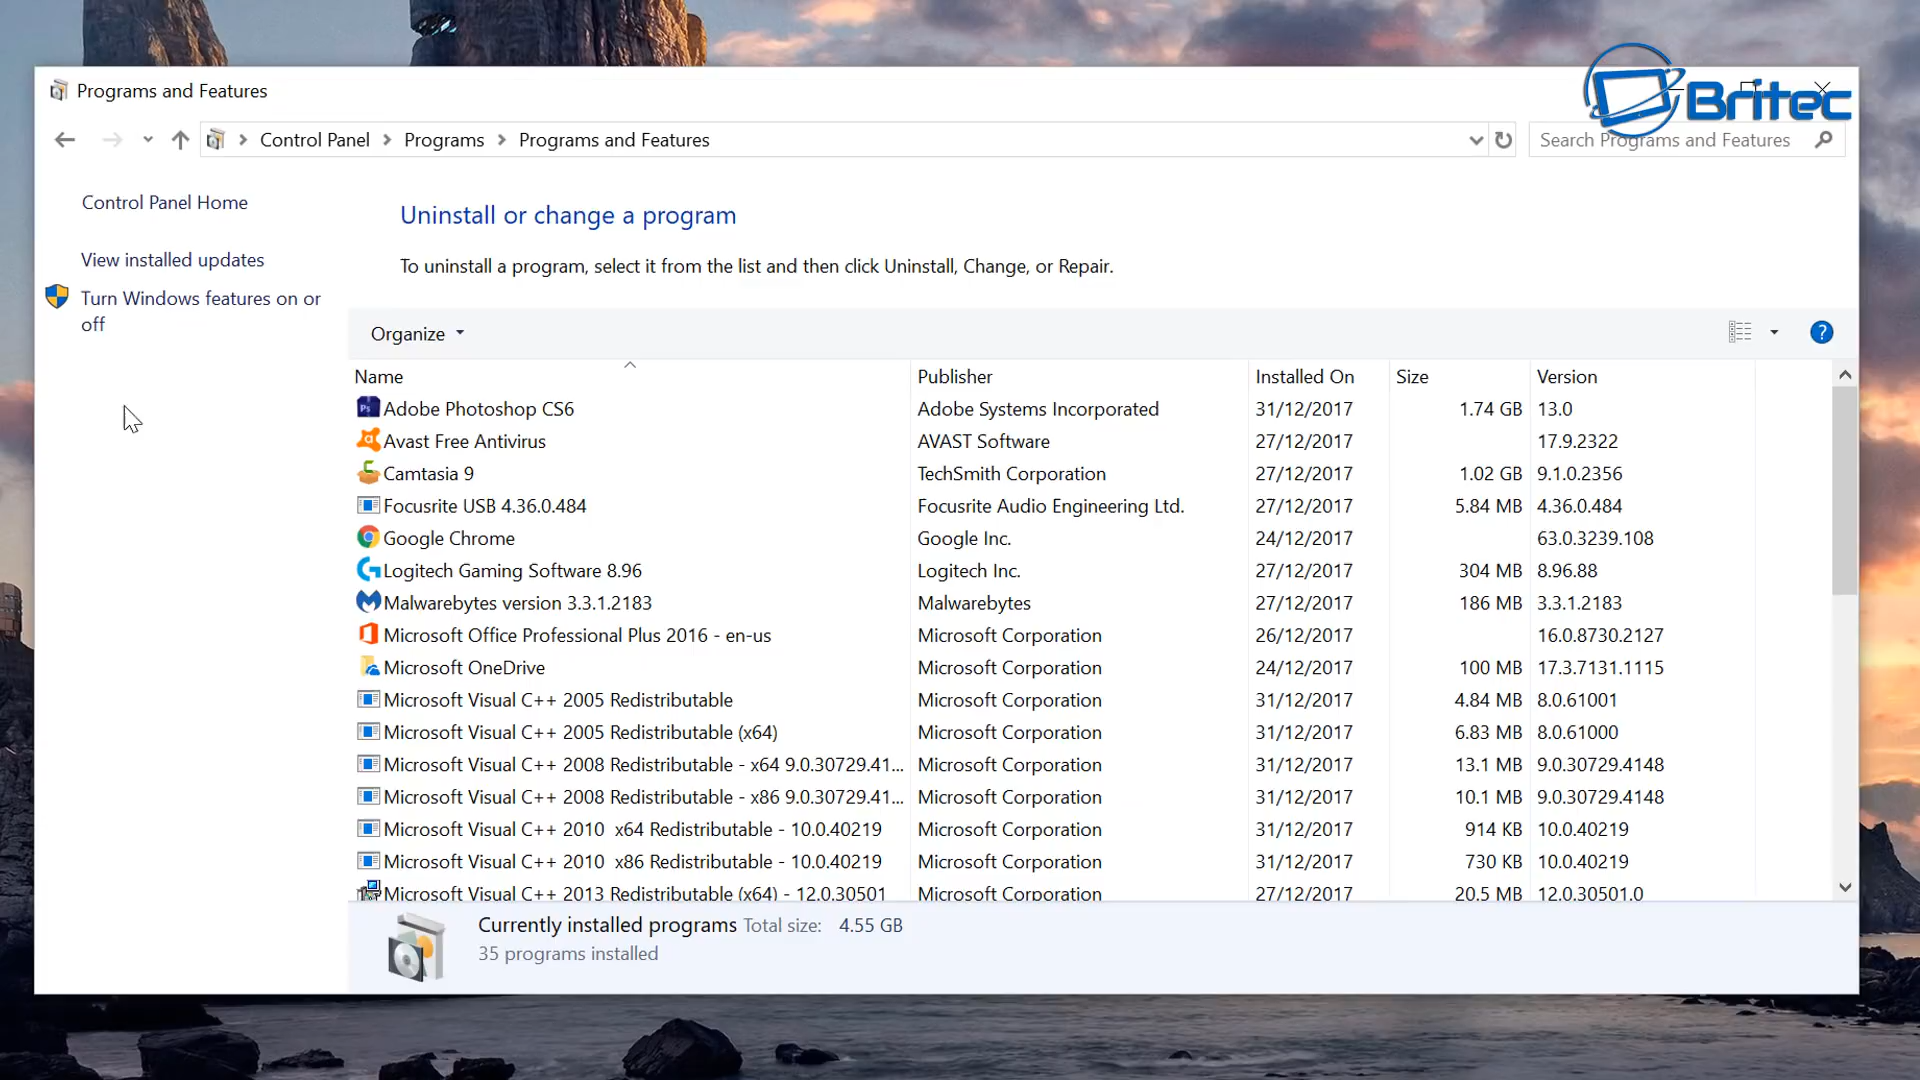 Britec
Programs and Features
Control Panel Programs Programs and Features
Search Programs and Features
Control Panel Home
View installed updates
Turn Windows features on or
off
Uninstall or change a program
To uninstall a program, select it from the list and then click Uninstall, Change, or Repair.
Organize
?
Name Publisher Installed On Size Version
Ps Adobe Photoshop CS6 Adobe Systems Incorporated 31/12/2017 1.74 GB 13.0
Avast Free Antivirus AVAST Software 27/12/2017 17.9.2322
Camtasia 9 TechSmith Corporation 27/12/2017 1.02 GB 9.1.0.2356
Focusrite USB 4.36.0.484 Focusrite Audio Engineering Ltd. 27/12/2017 5.84 MB 4.36.0.484
Google Chrome Google Inc. 24/12/2017 63.0.3239.108
Logitech Gaming Software 8.96 Logitech Inc. 27/12/2017 304 MB 8.96.88
Malwarebytes version 3.3.1.2183 Malwarebytes 27/12/2017 186 MB 3.3.1.2183
Microsoft Office Professional Plus 2016 - en-us Microsoft Corporation 26/12/2017 16.0.8730.2127
Microsoft OneDrive Microsoft Corporation 24/12/2017 100 MB 17.3.7131.1115
Microsoft Visual C++ 2005 Redistributable Microsoft Corporation 31/12/2017 4.84 MB 8.0.61001
Microsoft Visual C++ 2005 Redistributable (x64) Microsoft Corporation 31/12/2017 6.83 MB 8.0.61000
Microsoft Visual C++ 2008 Redistributable - x64 9.0.30729.41... Microsoft Corporation 31/12/2017 13.1 MB 9.0.30729.4148
Microsoft Visual C++ 2008 Redistributable - x86 9.0.30729.41... Microsoft Corporation 31/12/2017 10.1 MB 9.0.30729.4148
Microsoft Visual C++ 2010 x64 Redistributable - 10.0.40219 Microsoft Corporation 31/12/2017 914 KB 10.0.40219
Microsoft Visual C++ 2010 x86 Redistributable - 10.0.40219 Microsoft Corporation 31/12/2017 730 KB 10.0.40219
Microsoft Visual C++ 2013 Redistributable (x64) - 12.0.30501 Microsoft Corporation 27/12/2017 20.5 MB 12.0.30501.0
Currently installed programs Total size: 4.55 GB
35 programs installed